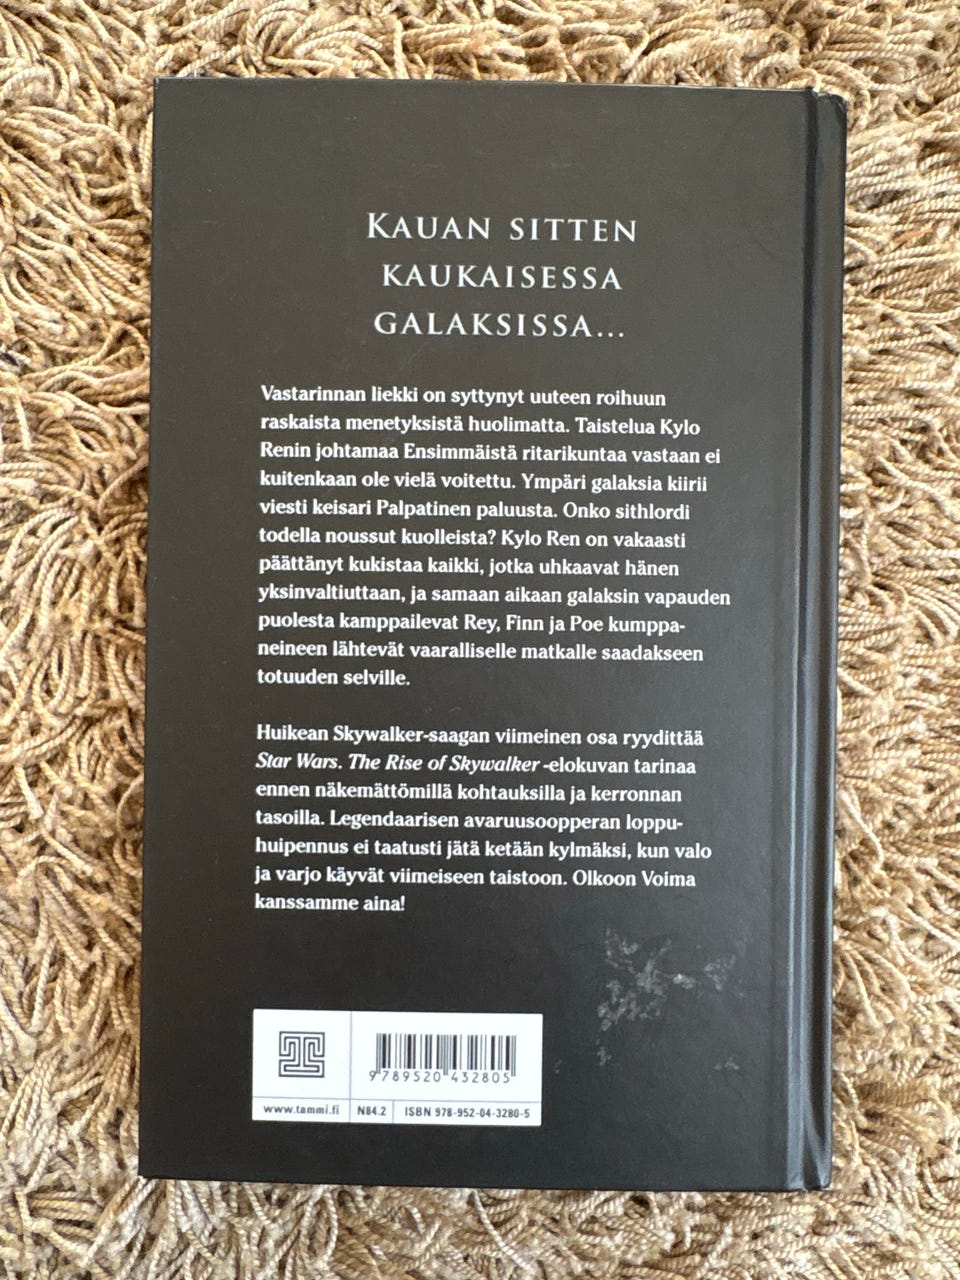 KAUAN SITTEN
KAUKAISESSA
GALAKSISSA...
Vastarinnan liekki on syttynyt uuteen roihuun
raskaista menetyksistä huolimatta. Taistelua Kylo
Renin johtamaa Ensimmäistä ritarikuntaa vastaan ei
kuitenkaan ole vielä voitettu. Ympäri galaksia kiirii
viesti keisari Palpatinen paluusta. Onko sithlordi
todella noussut kuolleista? Kylo Ren on vakaasti
päättänyt kukistaa kaikki, jotka uhkaavat hänen
yksinvaltiuttaan, ja samaan aikaan galaksin vapauden
puolesta kamppailevat Rey, Finn ja Poe kumppa-
neineen lähtevät vaaralliselle matkalle saadakseen
totuuden selville.
Huikean Skywalker-saagan viimeinen osa ryydittää
Star Wars. The Rise of Skywalker -elokuvan tarinaa
ennen näkemättömillä kohtauksilla ja kerronnan
tasoilla. Legendaarisen avaruusoopperan loppu-
huipennus ei taatusti jätä ketään kylmäksi, kun valo
ja varjo käyvät viimeiseen taistoon. Olkoon Voima
kanssamme aina!
9 789520 432805
www.tammi.fi N84.2 ISBN 978-952-04-3280-5